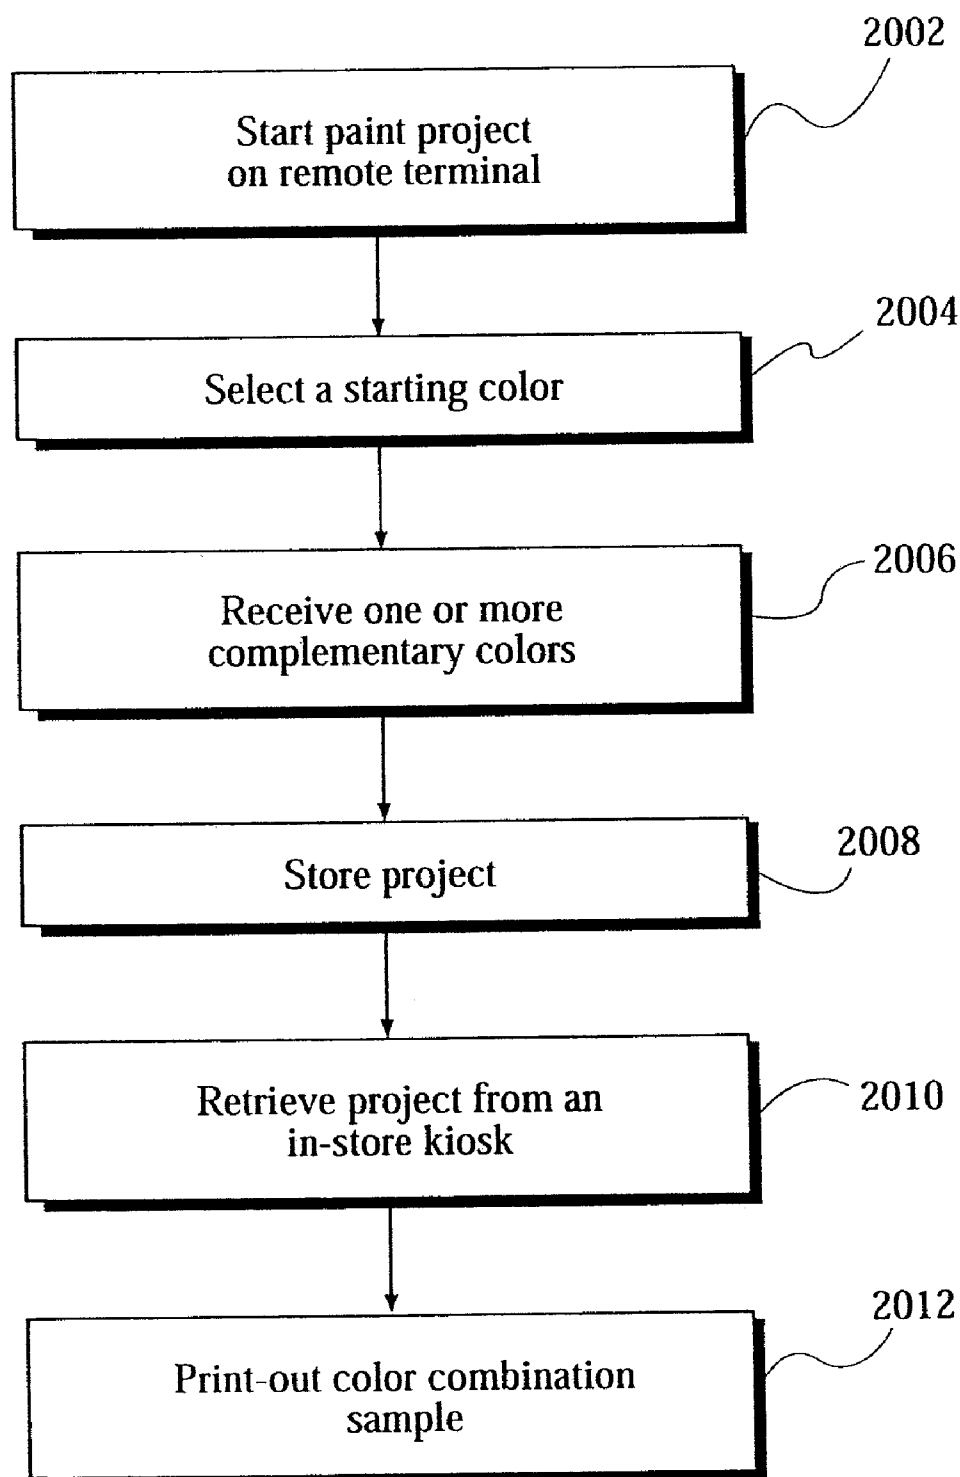 2002
Start paint project
on remote terminal
2004
Select a starting color
2006
Receive one or more
complementary colors
2008
Store project
2010
Retrieve project from an
in-store kiosk
2012
Print-out color combination
sample